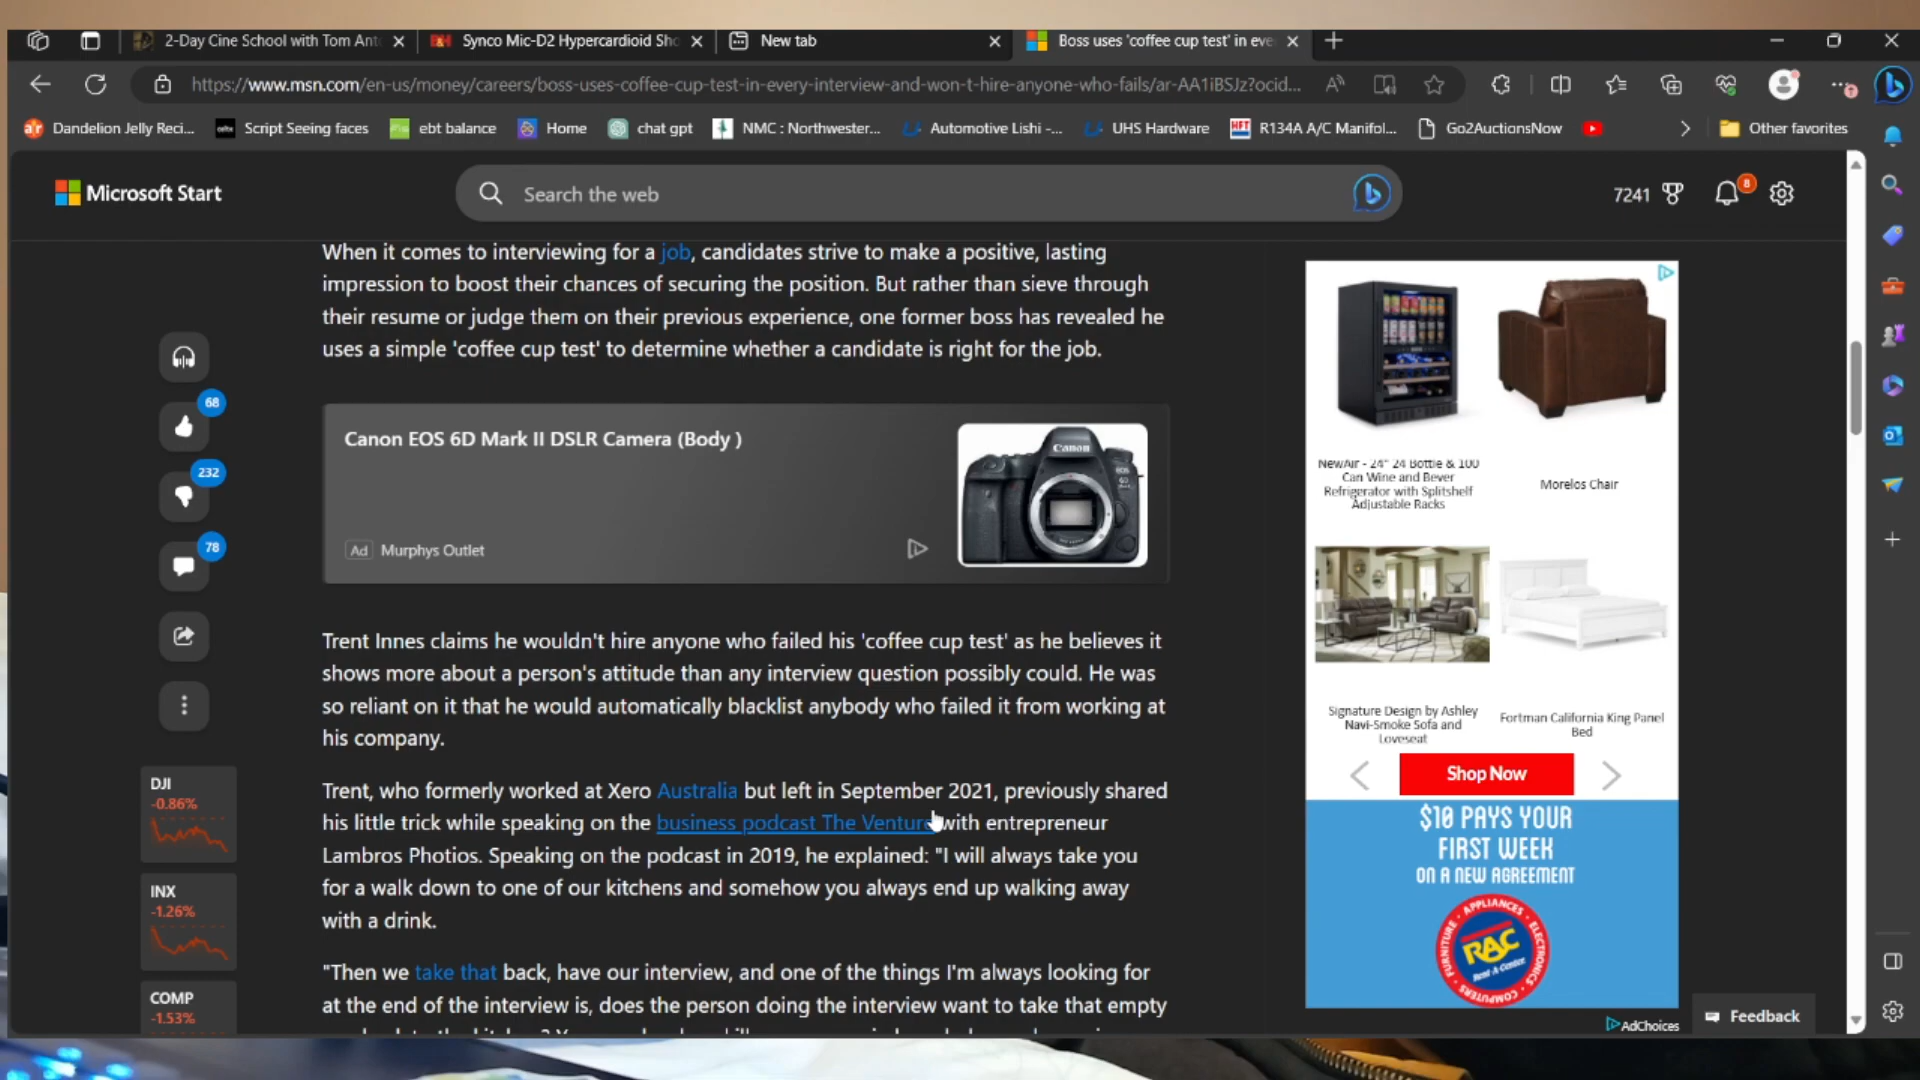 2-Day Cine School with Tom Ant
Synco Mic-D2 Hypercardioid Sh
New tab
Boss uses 'coffee cup test' in eve
https://www.msn.com/en-us/money/careers/boss-uses-coffee-cup-test-in-every-interview-and-won-t-hire-anyone-who-fails/ar-AA1iBSJz?ocid...
Dandelion Jelly Reci...
Script Seeing faces
ebt balance
Home
chat gpt
NMC : Northwester...
Automotive Lishi -...
UHS Hardware
HFT
R134A A/C Manifol...
Go2AuctionsNow
Other favorites
Microsoft Start
Search the web
7241
8
When it comes to interviewing for a job, candidates strive to make a positive, lasting
impression to boost their chances of securing the position. But rather than sieve through
their resume or judge them on their previous experience, one former boss has revealed he
uses a simple 'coffee cup test' to determine whether a candidate is right for the job.
68
232
78
Canon EOS 6D Mark II DSLR Camera (Body )
Canon
EOS
6D
Ad Murphys Outlet
Trent Innes claims he wouldn't hire anyone who failed his 'coffee cup test' as he believes it
shows more about a person's attitude than any interview question possibly could. He was
so reliant on it that he would automatically blacklist anybody who failed it from working at
his company.
Trent, who formerly worked at Xero Australia but left in September 2021, previously shared
his little trick while speaking on the business podcast The Venture with entrepreneur
Lambros Photios. Speaking on the podcast in 2019, he explained: "I will always take you
for a walk down to one of our kitchens and somehow you always end up walking away
with a drink.
"Then we take that back, have our interview, and one of the things I'm always looking for
at the end of the interview is, does the person doing the interview want to take that empty
DJI
-0.86%
INX
-1.26%
COMP
-1.53%
NewAir - 24" 24 Bottle & 100
Can Wine and Bever
Refrigerator with Splitshelf
Adjustable Racks
Morelos Chair
Signature Design by Ashley
Navi-Smoke Sofa and
Loveseat
Fortman California King Panel
Bed
Shop Now
$10 PAYS YOUR
FIRST WEEK
ON A NEW AGREEMENT
APPLIANCES
ELECTRONICS
COMPUTERS
FURNITURE
RAC
Rent-A-Center
AdChoices
Feedback